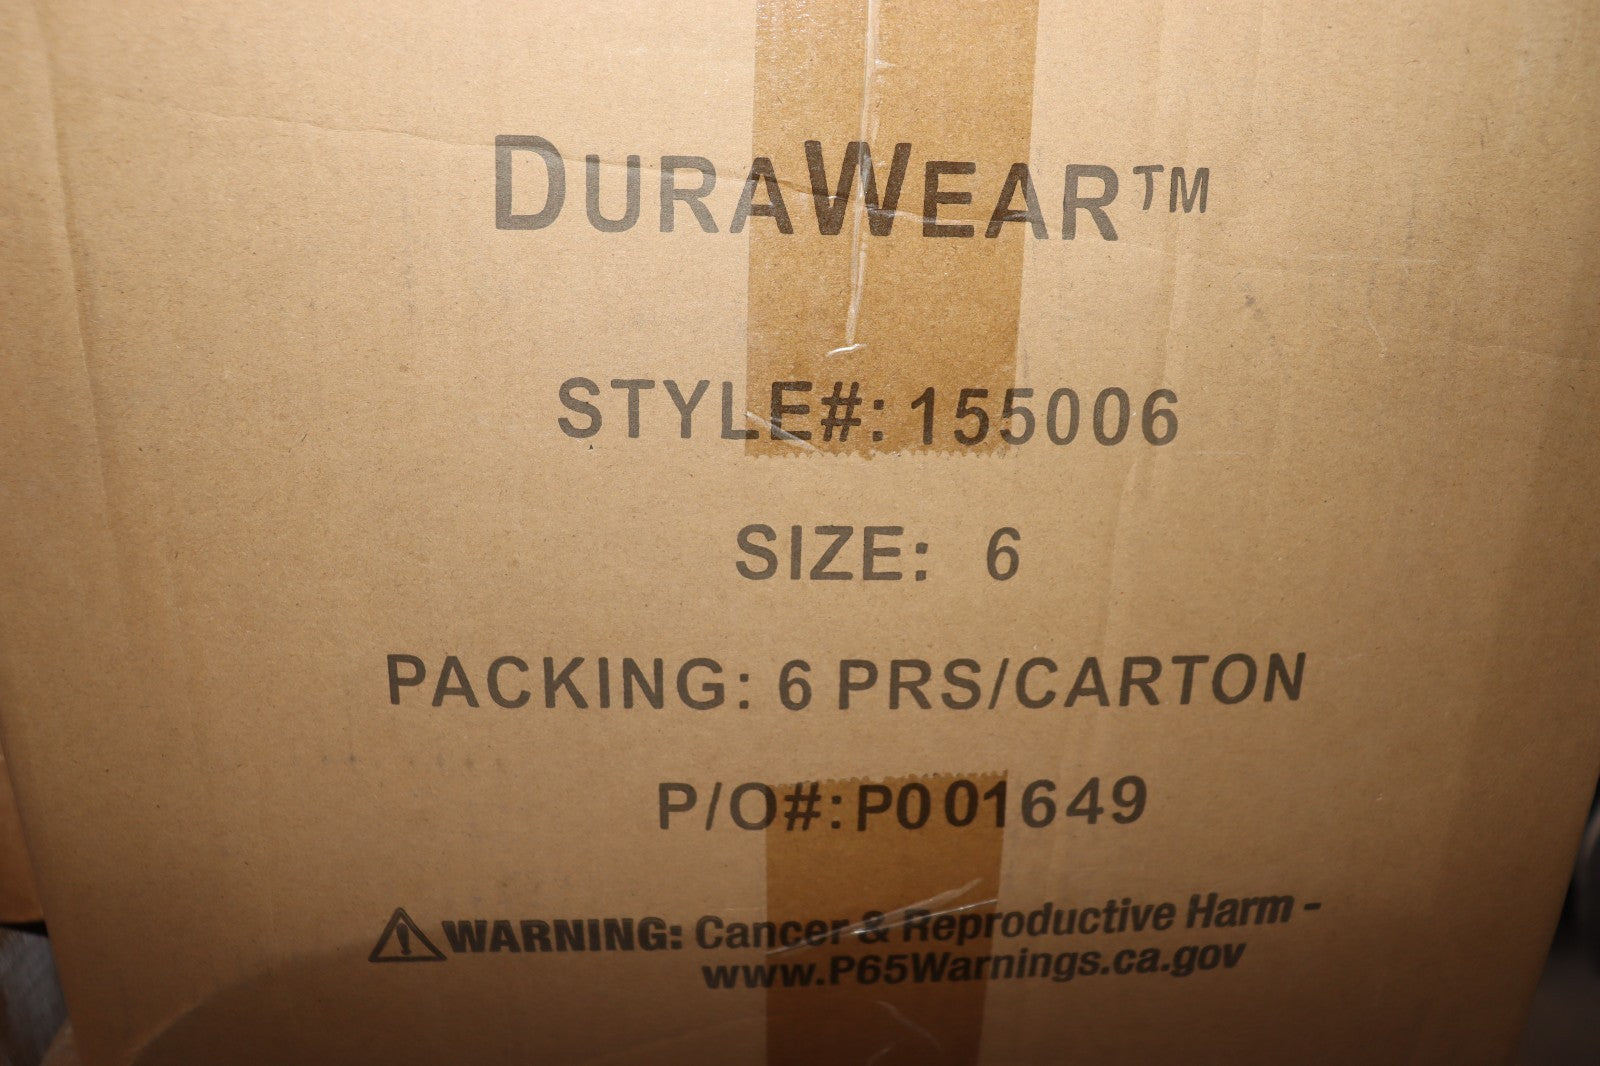 DURAWEAR™
STYLE#: 155006
SIZE: 6
PACKING: 6 PRS/CARTON
P/O#: P001649
WARNING: Cancer & Reproductive Harm -
www.P65Warnings.ca.gov